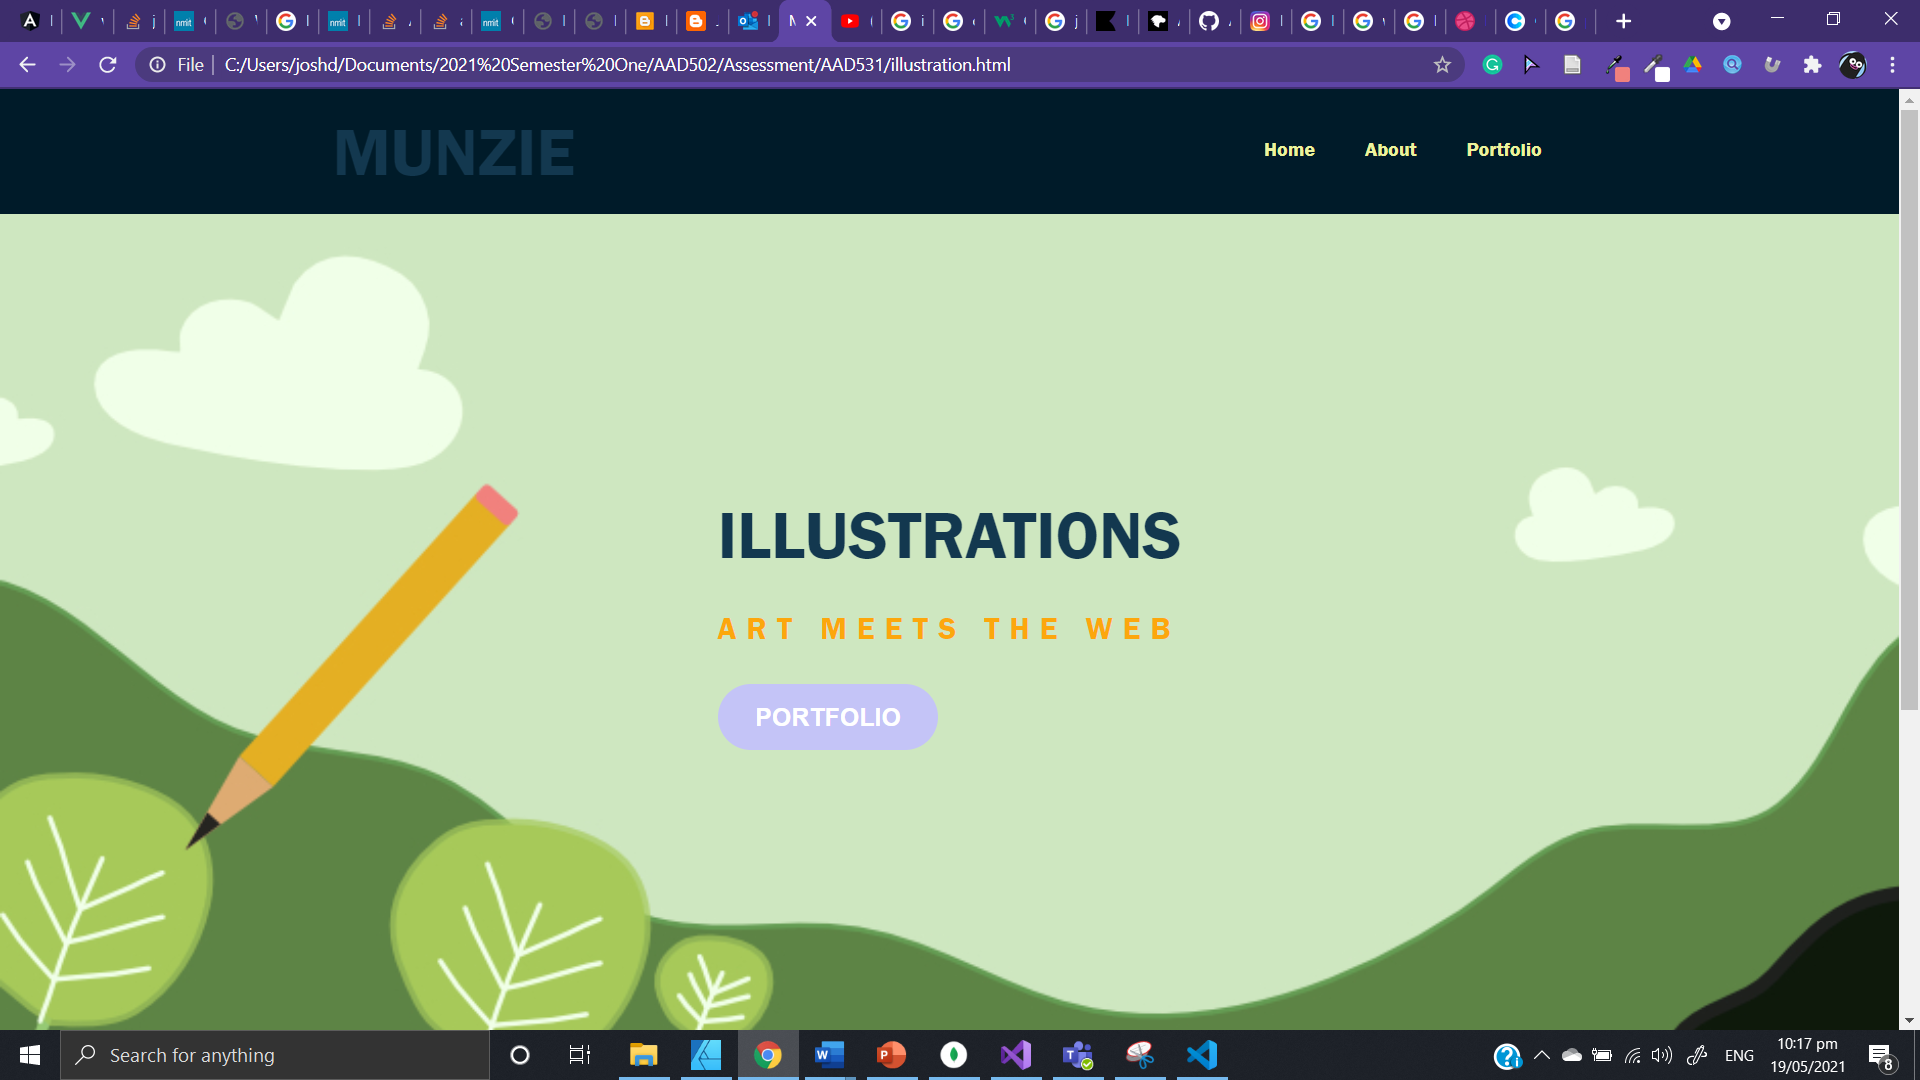 File
C:/Users/joshd/Documents/2021%20Semester%20One/AAD502/Assessment/AAD531/illustration.html
MUNZIE
Home
About
Portfolio
ILLUSTRATIONS
ART MEETS THE WEB
PORTFOLIO
Search for anything
ENG
10:17 pm
19/05/2021
8